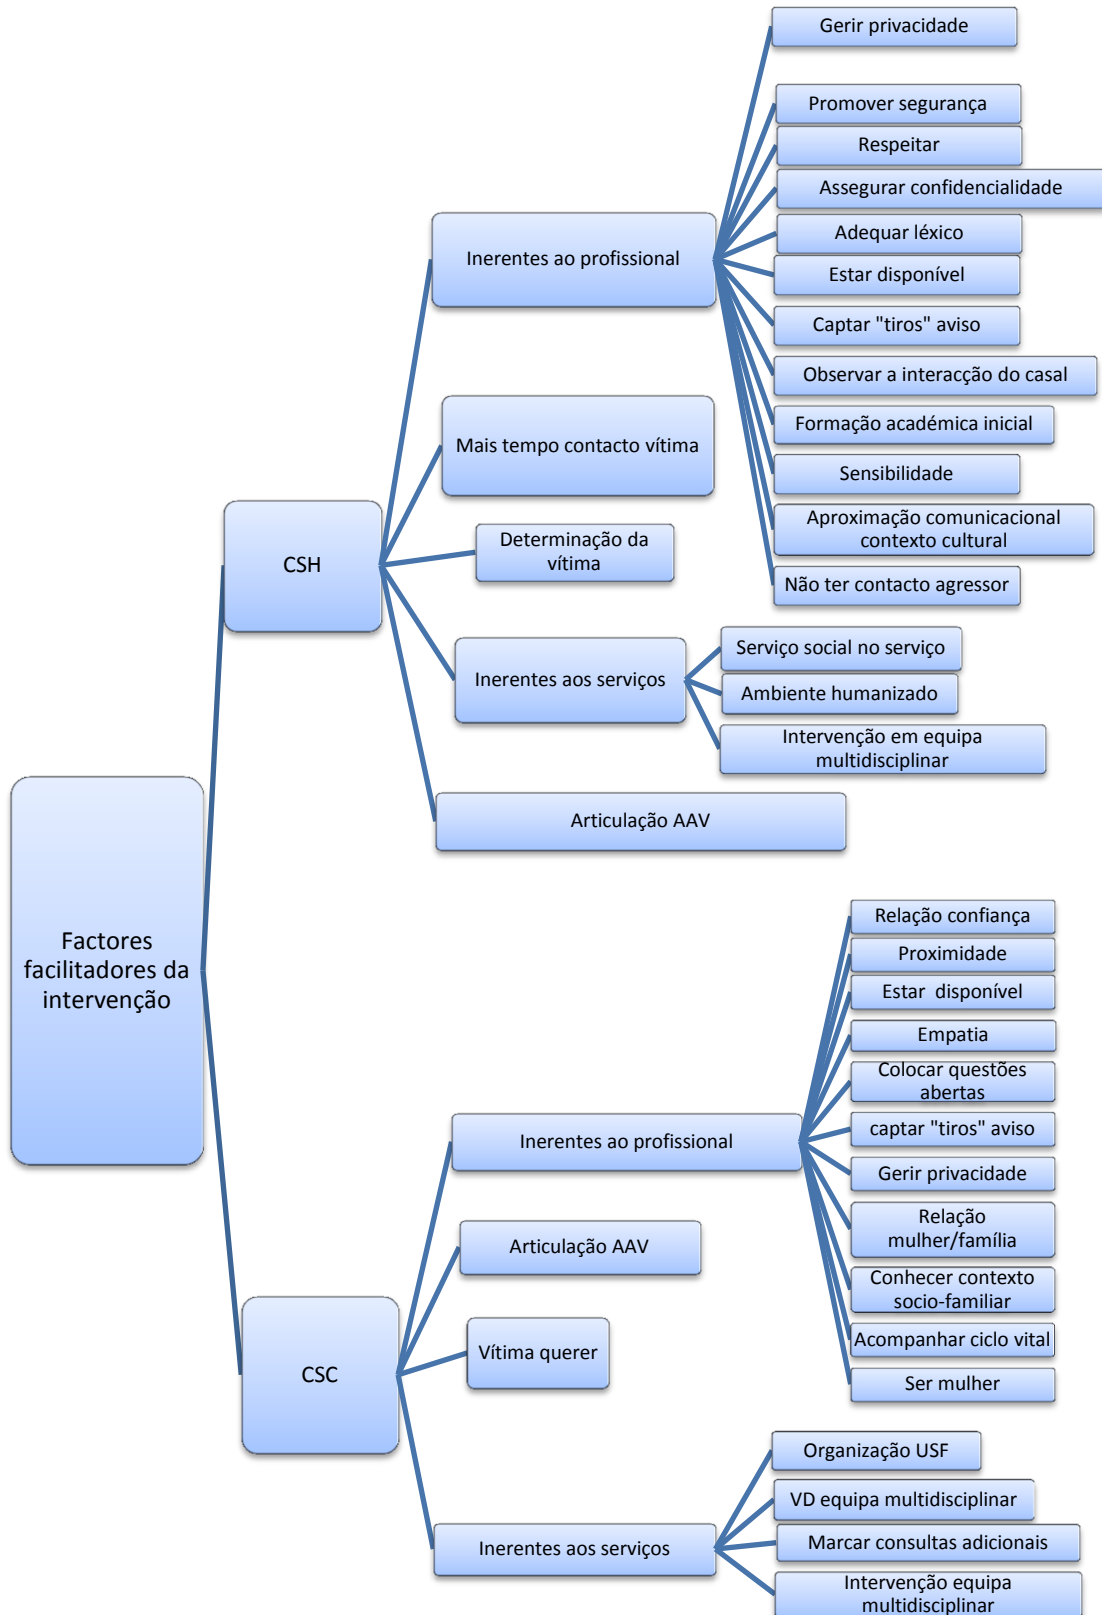 Gerir privacidade
Promover segurança
Respeitar
Assegurar confidencialidade
Adequar léxico
Inerentes ao profissional
Estar disponível
Captar "tiros" aviso
Observar a interacção do casal
Formação académica inicial
Mais tempo contacto vítima
Sensibilidade
Aproximação comunicacional
contexto cultural
Determinação da
vítima
CSH
Não ter contacto agressor
Serviço social no serviço
Inerentes aos serviços
Ambiente humanizado
Intervenção em equipa
multidisciplinar
Articulação AAV
Factores
facilitadores da
intervenção
Relação confiança
Proximidade
Estar  disponível
Empatia
Colocar questões
abertas
captar "tiros" aviso
Inerentes ao profissional
Gerir privacidade
Relação
mulher/família
Articulação AAV
Conhecer contexto
socio-familiar
Acompanhar ciclo vital
Vítima querer
CSC
Ser mulher
Organização USF
VD equipa multidisciplinar
Marcar consultas adicionais
Inerentes aos serviços
Intervenção equipa
multidisciplinar